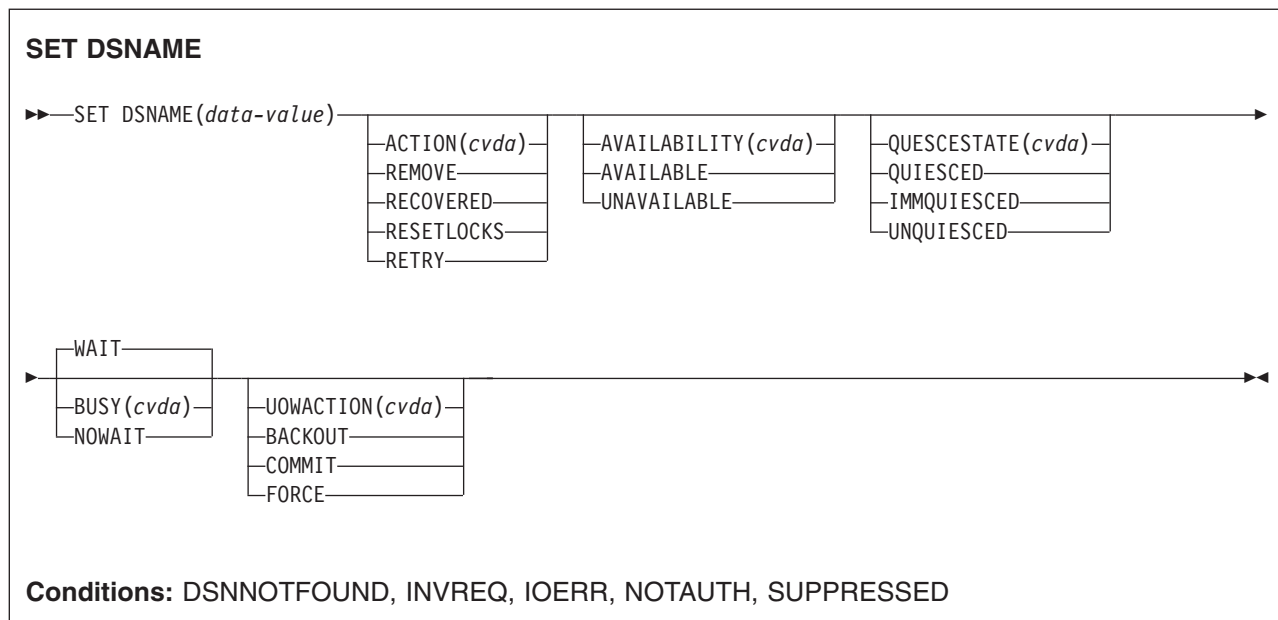 SET DSNAME
SET DSNAME(data-value)
ACTION(cvda)
REMOVE
RECOVERED
RESETLOCKS
RETRY
AVAILABILITY(cvda)
AVAILABLE
UNAVAILABLE
QUESCESTATE(cvda)
QUIESCED
IMMQUIESCED
UNQUIESCED
WAIT
BUSY(cvda)
NOWAIT
UOWACTION(cvda)
BACKOUT
COMMIT
FORCE
Conditions: DSNNOTFOUND, INVREQ, IOERR, NOTAUTH, SUPPRESSED